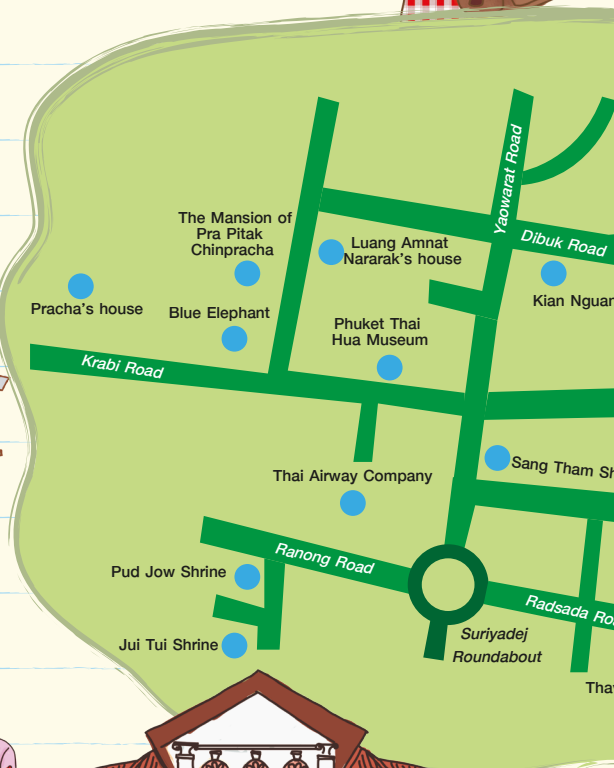 Yaowarat Road
Dibuk Road
The Mansion of
Pra Pitak
Chinpracha
Luang Amnat
Nararak's house
Kian Nguan
Pracha's house
Blue Elephant
Phuket Thai
Hua Museum
Krabi Road
Sang Tham Sh
Thai Airway Company
Ranong Road
Pud Jow Shrine
Radsada Ro
Suriyadej
Roundabout
Jui Tui Shrine
Tha